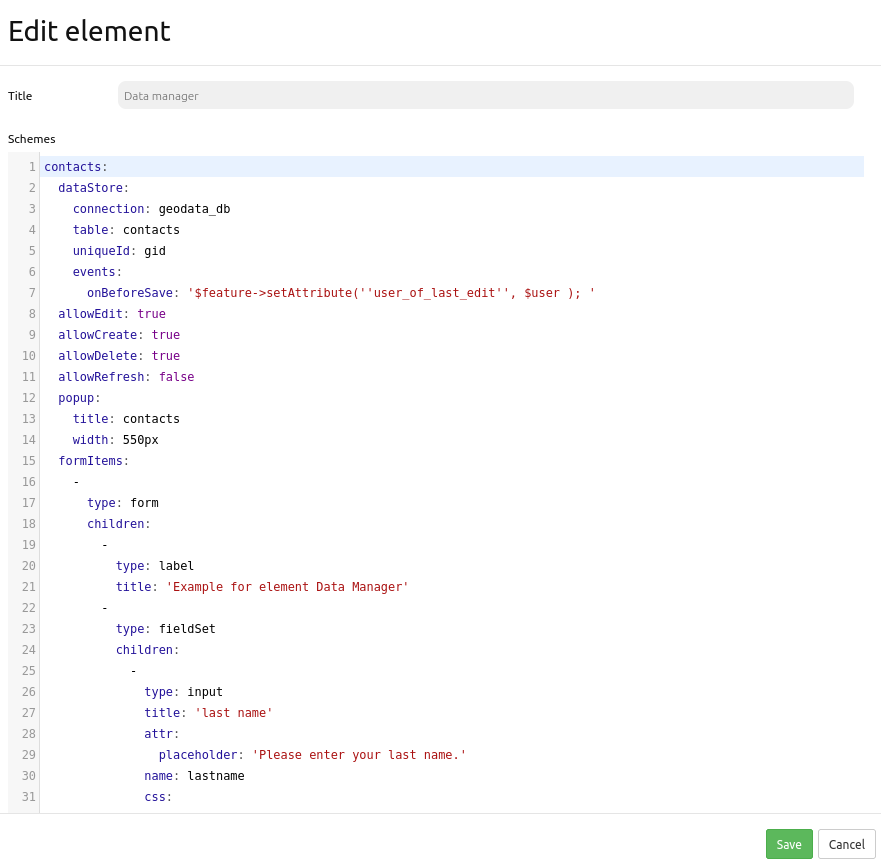 Edit element
Title
Data manager
Schemes
1 contacts:
2   dataStore:
3     connection: geodata_db
4     table: contacts
5     uniqueId: gid
6     events:
7       onBeforeSave: '$feature->setAttribute(''user_of_last_edit'', $user ); '
8   allowEdit: true
9   allowCreate: true
10   allowDelete: true
11   allowRefresh: false
12   popup:
13     title: contacts
14     width: 550px
15   formItems:
16     -
17       type: form
18       children:
19         -
20           type: label
21           title: 'Example for element Data Manager'
22         -
23           type: fieldSet
24           children:
25             -
26               type: input
27               title: 'last name'
28               attr:
29                 placeholder: 'Please enter your last name.'
30               name: lastname
31               css:
Save Cancel